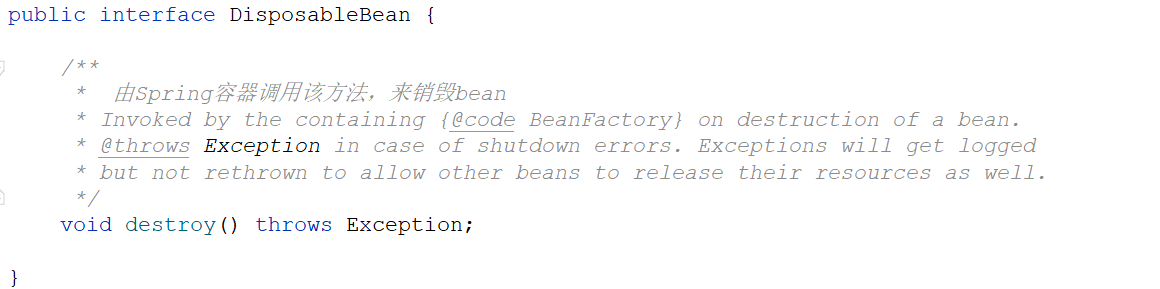 public interface DisposableBean {
/**
*  由Spring容器调用该方法，来销毁bean
* Invoked by the containing {@code BeanFactory} on destruction of a bean.
* @throws Exception in case of shutdown errors. Exceptions will get logged
* but not rethrown to allow other beans to release their resources as well.
*/
void destroy() throws Exception;
}